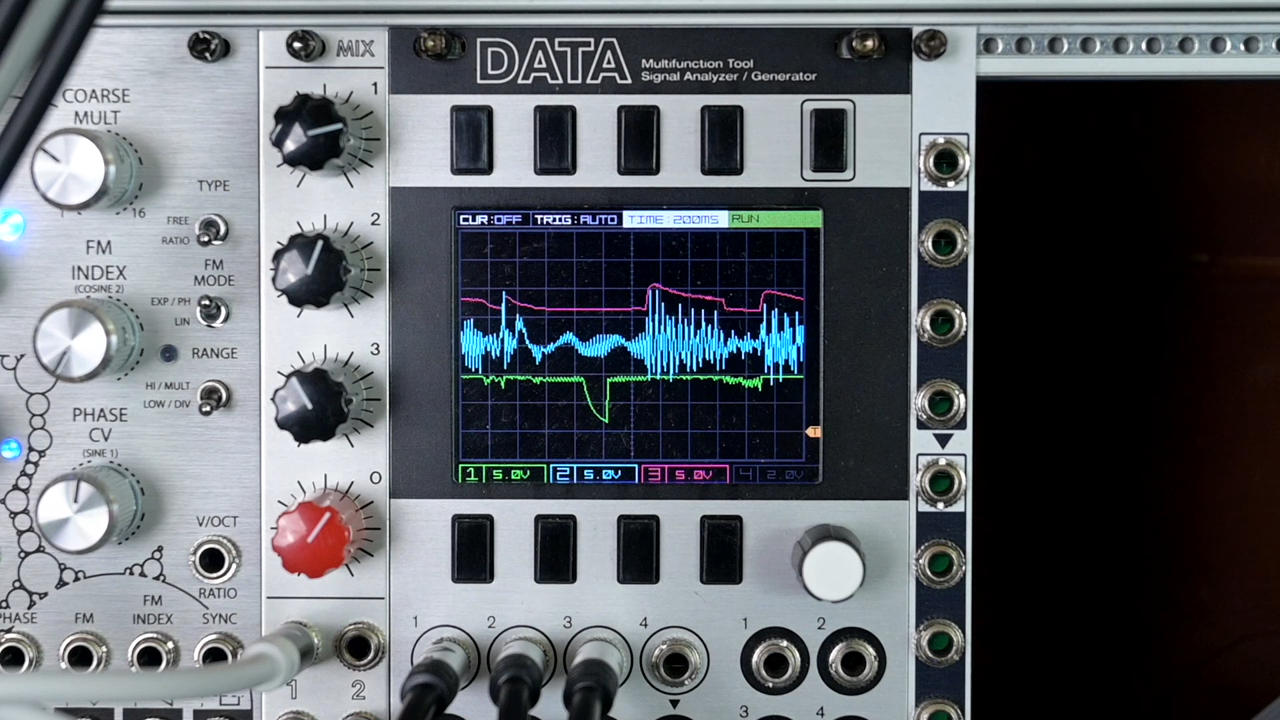 COARSE
MULT
1 16
TYPE
FREE
RATIO
FM
INDEX
(COSINE 2)
FM
MODE
EXP / PH
LIN
RANGE
HI / MULT
LOW / DIV
PHASE
CV
(SINE 1)
V/OCT
RATIO
PHASE
FM
FM
INDEX
SYNC
MIX
1
2
3
0
1 2
DATA
Multifunction Tool
Signal Analyzer / Generator
CUR:OFF TRIG:AUTO TIME:200MS RUN
T
1 5.0V 2 5.0V 3 5.0V 4 2.0V
1 2 3 4 1 2
3 4